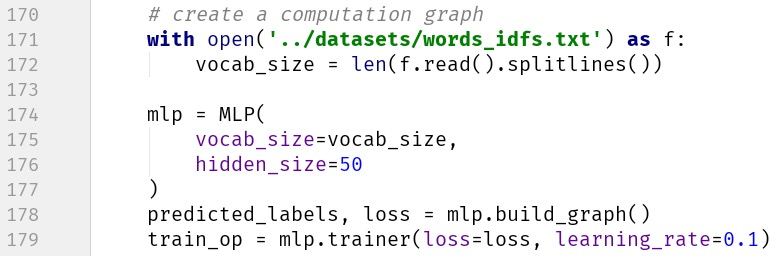 170 # create a computation graph
171 with open('../datasets/words_idfs.txt') as f:
172 vocab_size = len(f.read().splitlines())
173
174 mlp = MLP(
175 vocab_size=vocab_size,
176 hidden_size=50
177 )
178 predicted_labels, loss = mlp.build_graph()
179 train_op = mlp.trainer(loss=loss, learning_rate=0.1)